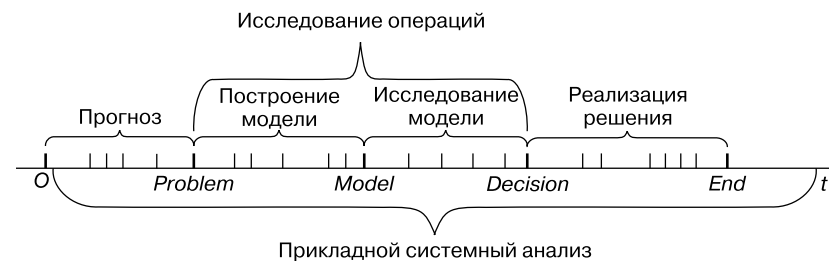 Исследование операций
Прогноз
Построение
модели
Исследование
модели
Реализация
решения
O
Problem
Model
Decision
End
t
Прикладной системный анализ